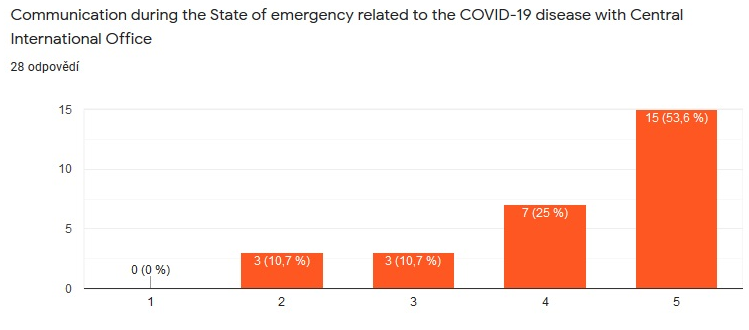 Communication during the State of emergency related to the COVID-19 disease with Central
International Office
28 odpovědí
15
10
5
0
0 (0 %)
3 (10,7 %)
3 (10,7 %)
7 (25 %)
15 (53,6 %)
1
2
3
4
5